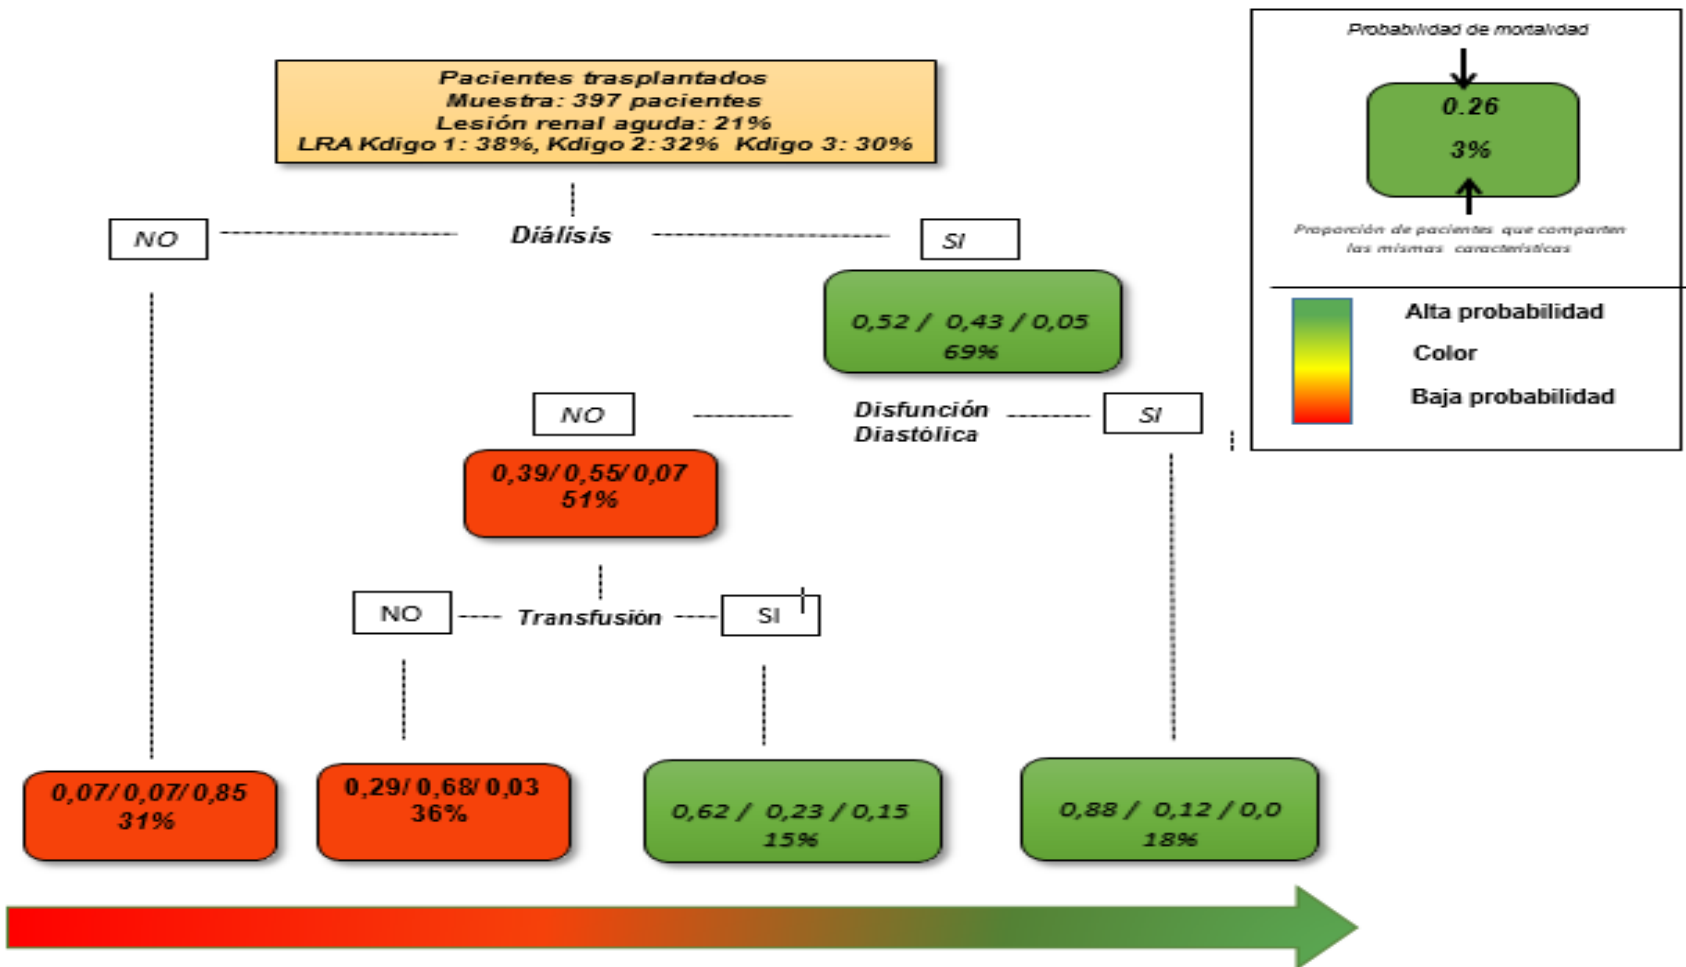 Pacientes trasplantados
Muestra: 397 pacientes
Lesión renal aguda: 21%
LRA Kdigo 1: 38%, Kdigo 2: 32% Kdigo 3: 30%
NO
Diálisis
SI
0,52 / 0,43 / 0,05
69%
NO
Disfunción
Diastólica
SI
0,39/ 0,55/ 0,07
51%
NO
Transfusión
SI
0,07/ 0,07/ 0,85
31%
0,29/ 0,68/ 0,03
36%
0,62 / 0,23 / 0,15
15%
0,88 / 0,12 / 0,0
18%
Probabilidad de mortalidad
0.26
3%
Proporción de pacientes que comparten
las mismas características
Alta probabilidad
Color
Baja probabilidad